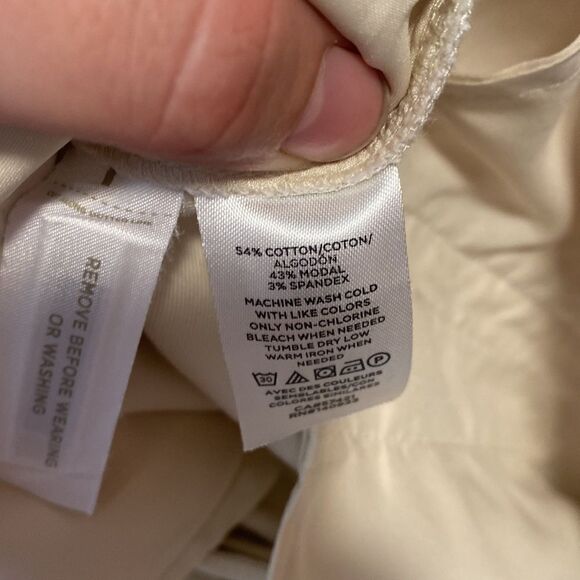 54% COTTON/COTON/
ALGODÓN
43% MODAL
3% SPANDEX
MACHINE WASH COLD
WITH LIKE COLORS
ONLY NON-CHLORINE
BLEACH WHEN NEEDED
TUMBLE DRY LOW
WARM IRON WHEN
NEEDED
30
P
AVEC DES COULEURS
SEMBLABLES/CON
COLORES SIMILARES
REMOVE BEFORE WEARING
OR WASHING